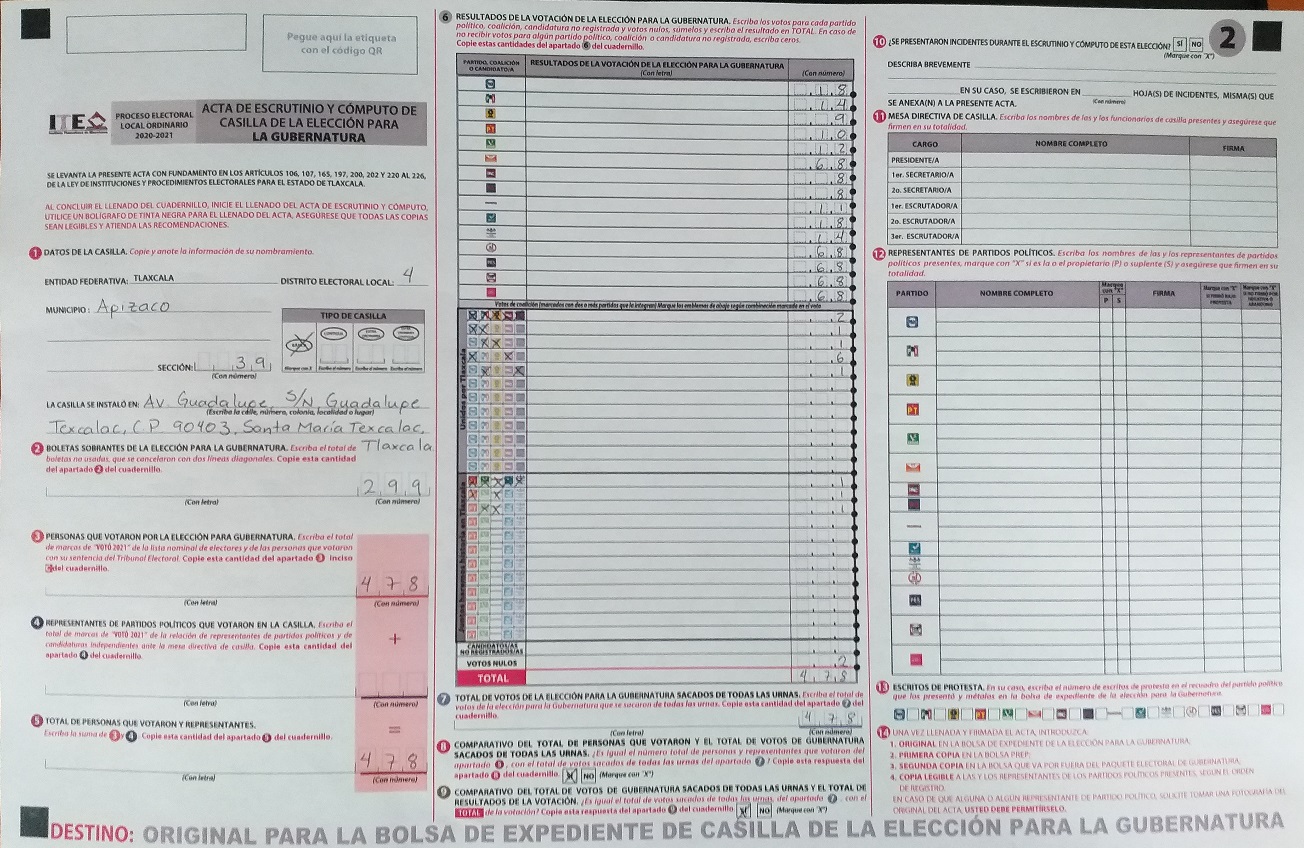 Pegue aquí la etiqueta
con el código QR
ITE
PROCESO ELECTORAL
LOCAL ORDINARIO
2020-2021
ACTA DE ESCRUTINIO Y CÓMPUTO DE
CASILLA DE LA ELECCIÓN PARA
LA GUBERNATURA
SE LEVANTA LA PRESENTE ACTA CON FUNDAMENTO EN LOS ARTÍCULOS 106, 107, 165, 197, 200, 202 Y 220 AL 226,
DE LA LEY DE INSTITUCIONES Y PROCEDIMIENTOS ELECTORALES PARA EL ESTADO DE TLAXCALA.
AL CONCLUIR EL LLENADO DEL CUADERNILLO, INICIE EL LLENADO DEL ACTA DE ESCRUTINIO Y CÓMPUTO,
UTILICE UN BOLÍGRAFO DE TINTA NEGRA PARA EL LLENADO DEL ACTA, ASEGÚRESE QUE TODAS LAS COPIAS
SEAN LEGIBLES Y ATIENDA LAS RECOMENDACIONES.
1 DATOS DE LA CASILLA. Copie y anote la información de su nombramiento.
ENTIDAD FEDERATIVA: TLAXCALA DISTRITO ELECTORAL LOCAL: 4
MUNICIPIO: Apizaco
TIPO DE CASILLA
SECCIÓN: 39
(Con número)
LA CASILLA SE INSTALÓ EN: Av. Guadalupe, S/N, Guadalupe
(Escriba la calle, número, colonia, localidad o lugar)
Texcalac, C.P. 90403, Santa María Texcalac,
Tlaxcala
2 BOLETAS SOBRANTES DE LA ELECCIÓN PARA LA GUBERNATURA. Escriba el total de
boletas no usadas, que se cancelaron con dos líneas diagonales. Copie esta cantidad
del apartado 2 del cuadernillo.
299
(Con letra) (Con número)
3 PERSONAS QUE VOTARON POR LA ELECCIÓN PARA GUBERNATURA. Escriba el total
de marcas de "VOTÓ 2021" de la lista nominal de electores y de las personas que votaron
con su sentencia del Tribunal Electoral. Copie esta cantidad del apartado 3 Inciso
del cuadernillo.
478
(Con letra) (Con número)
4 REPRESENTANTES DE PARTIDOS POLÍTICOS QUE VOTARON EN LA CASILLA. Escriba el
total de marcas de "VOTÓ 2021" de la relación de representantes de partidos políticos y de
candidaturas independientes ante la mesa directiva de casilla. Copie esta cantidad del
apartado 4 del cuadernillo.
+
(Con letra) (Con número)
5 TOTAL DE PERSONAS QUE VOTARON Y REPRESENTANTES.
Escriba la suma de 3 y 4 Copie esta cantidad del apartado 5 del cuadernillo.
=
478
(Con letra) (Con número)
6 RESULTADOS DE LA VOTACIÓN DE LA ELECCIÓN PARA LA GUBERNATURA. Escriba los votos para cada partido
político, coalición, candidatura no registrada y votos nulos, súmelos y escriba el resultado en TOTAL. En caso de
no recibir votos para algún partido político, coalición o candidatura no registrada, escriba ceros.
Copie estas cantidades del apartado 6 del cuadernillo.
PARTIDO, COALICIÓN O CANDIDATO/A
RESULTADOS DE LA VOTACIÓN DE LA ELECCIÓN PARA LA GUBERNATURA
(Con letra) (Con número)
18
14
9
10
12
68
8
8
11
18
14
68
68
68
68
Votos de coalición (marcados con dos o más partidos que la integran) Marque los emblemas de abajo según combinación marcada en el voto
Unidos por Tlaxcala
2
1
1
6
1
1
1
1
CANDIDATOS/AS
NO REGISTRADOS/AS
VOTOS NULOS 2
TOTAL 478
7 TOTAL DE VOTOS DE LA ELECCIÓN PARA LA GUBERNATURA SACADOS DE TODAS LAS URNAS. Escriba el total de
votos de la elección para la Gubernatura que se sacaron de todas las urnas. Copie esta cantidad del apartado 7 del
cuadernillo.
478
(Con letra) (Con número)
8 COMPARATIVO DEL TOTAL DE PERSONAS QUE VOTARON Y EL TOTAL DE VOTOS DE GUBERNATURA
SACADOS DE TODAS LAS URNAS. ¿Es igual el número total de personas y representantes que votaron del
apartado 5, con el total de votos sacados de todas las urnas del apartado 7? Copie esta respuesta del
apartado 8 del cuadernillo. NO (Marque con "X")
9 COMPARATIVO DEL TOTAL DE VOTOS DE GUBERNATURA SACADOS DE TODAS LAS URNAS Y EL TOTAL DE
RESULTADOS DE LA VOTACIÓN. ¿Es igual el total de votos sacados de todas las urnas del apartado 7, con el
TOTAL de la votación? Copie esta respuesta del apartado 9 del cuadernillo NO (Marque con "X")
10 ¿SE PRESENTARON INCIDENTES DURANTE EL ESCRUTINIO Y CÓMPUTO DE ESTA ELECCIÓN? SÍ NO
(Marque con "X")
2
DESCRIBA BREVEMENTE
EN SU CASO, SE ESCRIBIERON EN HOJA(S) DE INCIDENTES, MISMA(S) QUE
(Con número)
SE ANEXA(N) A LA PRESENTE ACTA.
11 MESA DIRECTIVA DE CASILLA. Escriba los nombres de las y los funcionarios de casilla presentes y asegúrese que
firmen en su totalidad.
CARGO NOMBRE COMPLETO FIRMA
PRESIDENTE/A
1er. SECRETARIO/A
2o. SECRETARIO/A
1er. ESCRUTADOR/A
2o. ESCRUTADOR/A
3er. ESCRUTADOR/A
12 REPRESENTANTES DE PARTIDOS POLÍTICOS. Escriba los nombres de las y los representantes de partidos
políticos presentes, marque con "X" si es la o el propietario (P) o suplente (S) y asegúrese que firmen en su
totalidad.
PARTIDO NOMBRE COMPLETO Marque con "X" P S FIRMA
13 ESCRITOS DE PROTESTA. En su caso, escriba el número de escritos de protesta en el recuadro del partido político
que los presentó y métalos en la bolsa de expediente de la elección para la Gubernatura.
14 UNA VEZ LLENADA Y FIRMADA EL ACTA, INTRODUZCA:
1. ORIGINAL EN LA BOLSA DE EXPEDIENTE DE LA ELECCIÓN PARA LA GUBERNATURA.
2. PRIMERA COPIA EN LA BOLSA PREP.
3. SEGUNDA COPIA EN LA BOLSA QUE VA POR FUERA DEL PAQUETE ELECTORAL DE GUBERNATURA.
4. COPIA LEGIBLE A LAS Y LOS REPRESENTANTES DE LOS PARTIDOS POLÍTICOS PRESENTES, SEGÚN EL ORDEN
DE REGISTRO.
EN CASO DE QUE ALGUNA O ALGÚN REPRESENTANTE DE PARTIDO POLÍTICO, SOLICITE TOMAR UNA FOTOGRAFÍA DEL
ORIGINAL DEL ACTA, USTED DEBE PERMITÍRSELO.
DESTINO: ORIGINAL PARA LA BOLSA DE EXPEDIENTE DE CASILLA DE LA ELECCIÓN PARA LA GUBERNATURA